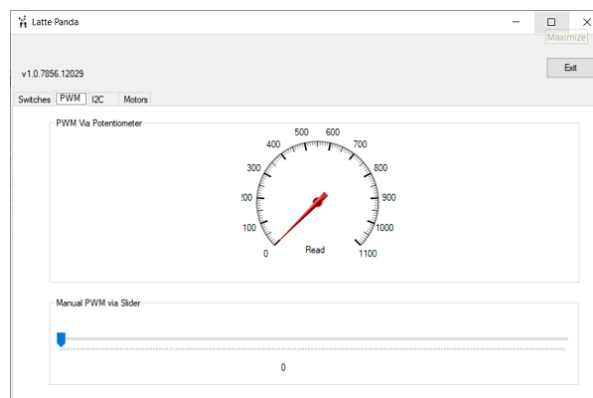 Latte Panda
Maximize
v1.0.7856.12029
Exit
Switches PWM I2C Motors
PWM Via Potentiometer
500 600
400 700
300 800
900
100 1000
Read
0 1100
Manual PWM via Slider
0